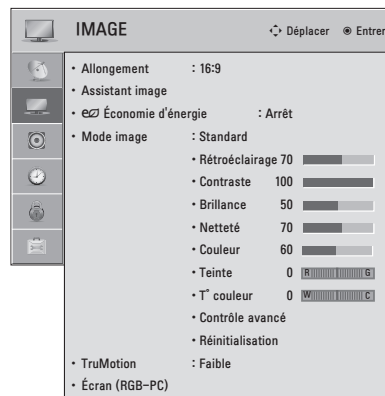 IMAGE Déplacer Entrer
• Allongement : 16:9
• Assistant image
• eco Économie d'énergie : Arrêt
• Mode image : Standard
• Rétroéclairage 70
• Contraste 100
• Brillance 50
• Netteté 70
• Couleur 60
• Teinte 0 R G
• T° couleur 0 W C
• Contrôle avancé
• Réinitialisation
• TruMotion : Faible
• Écran (RGB-PC)